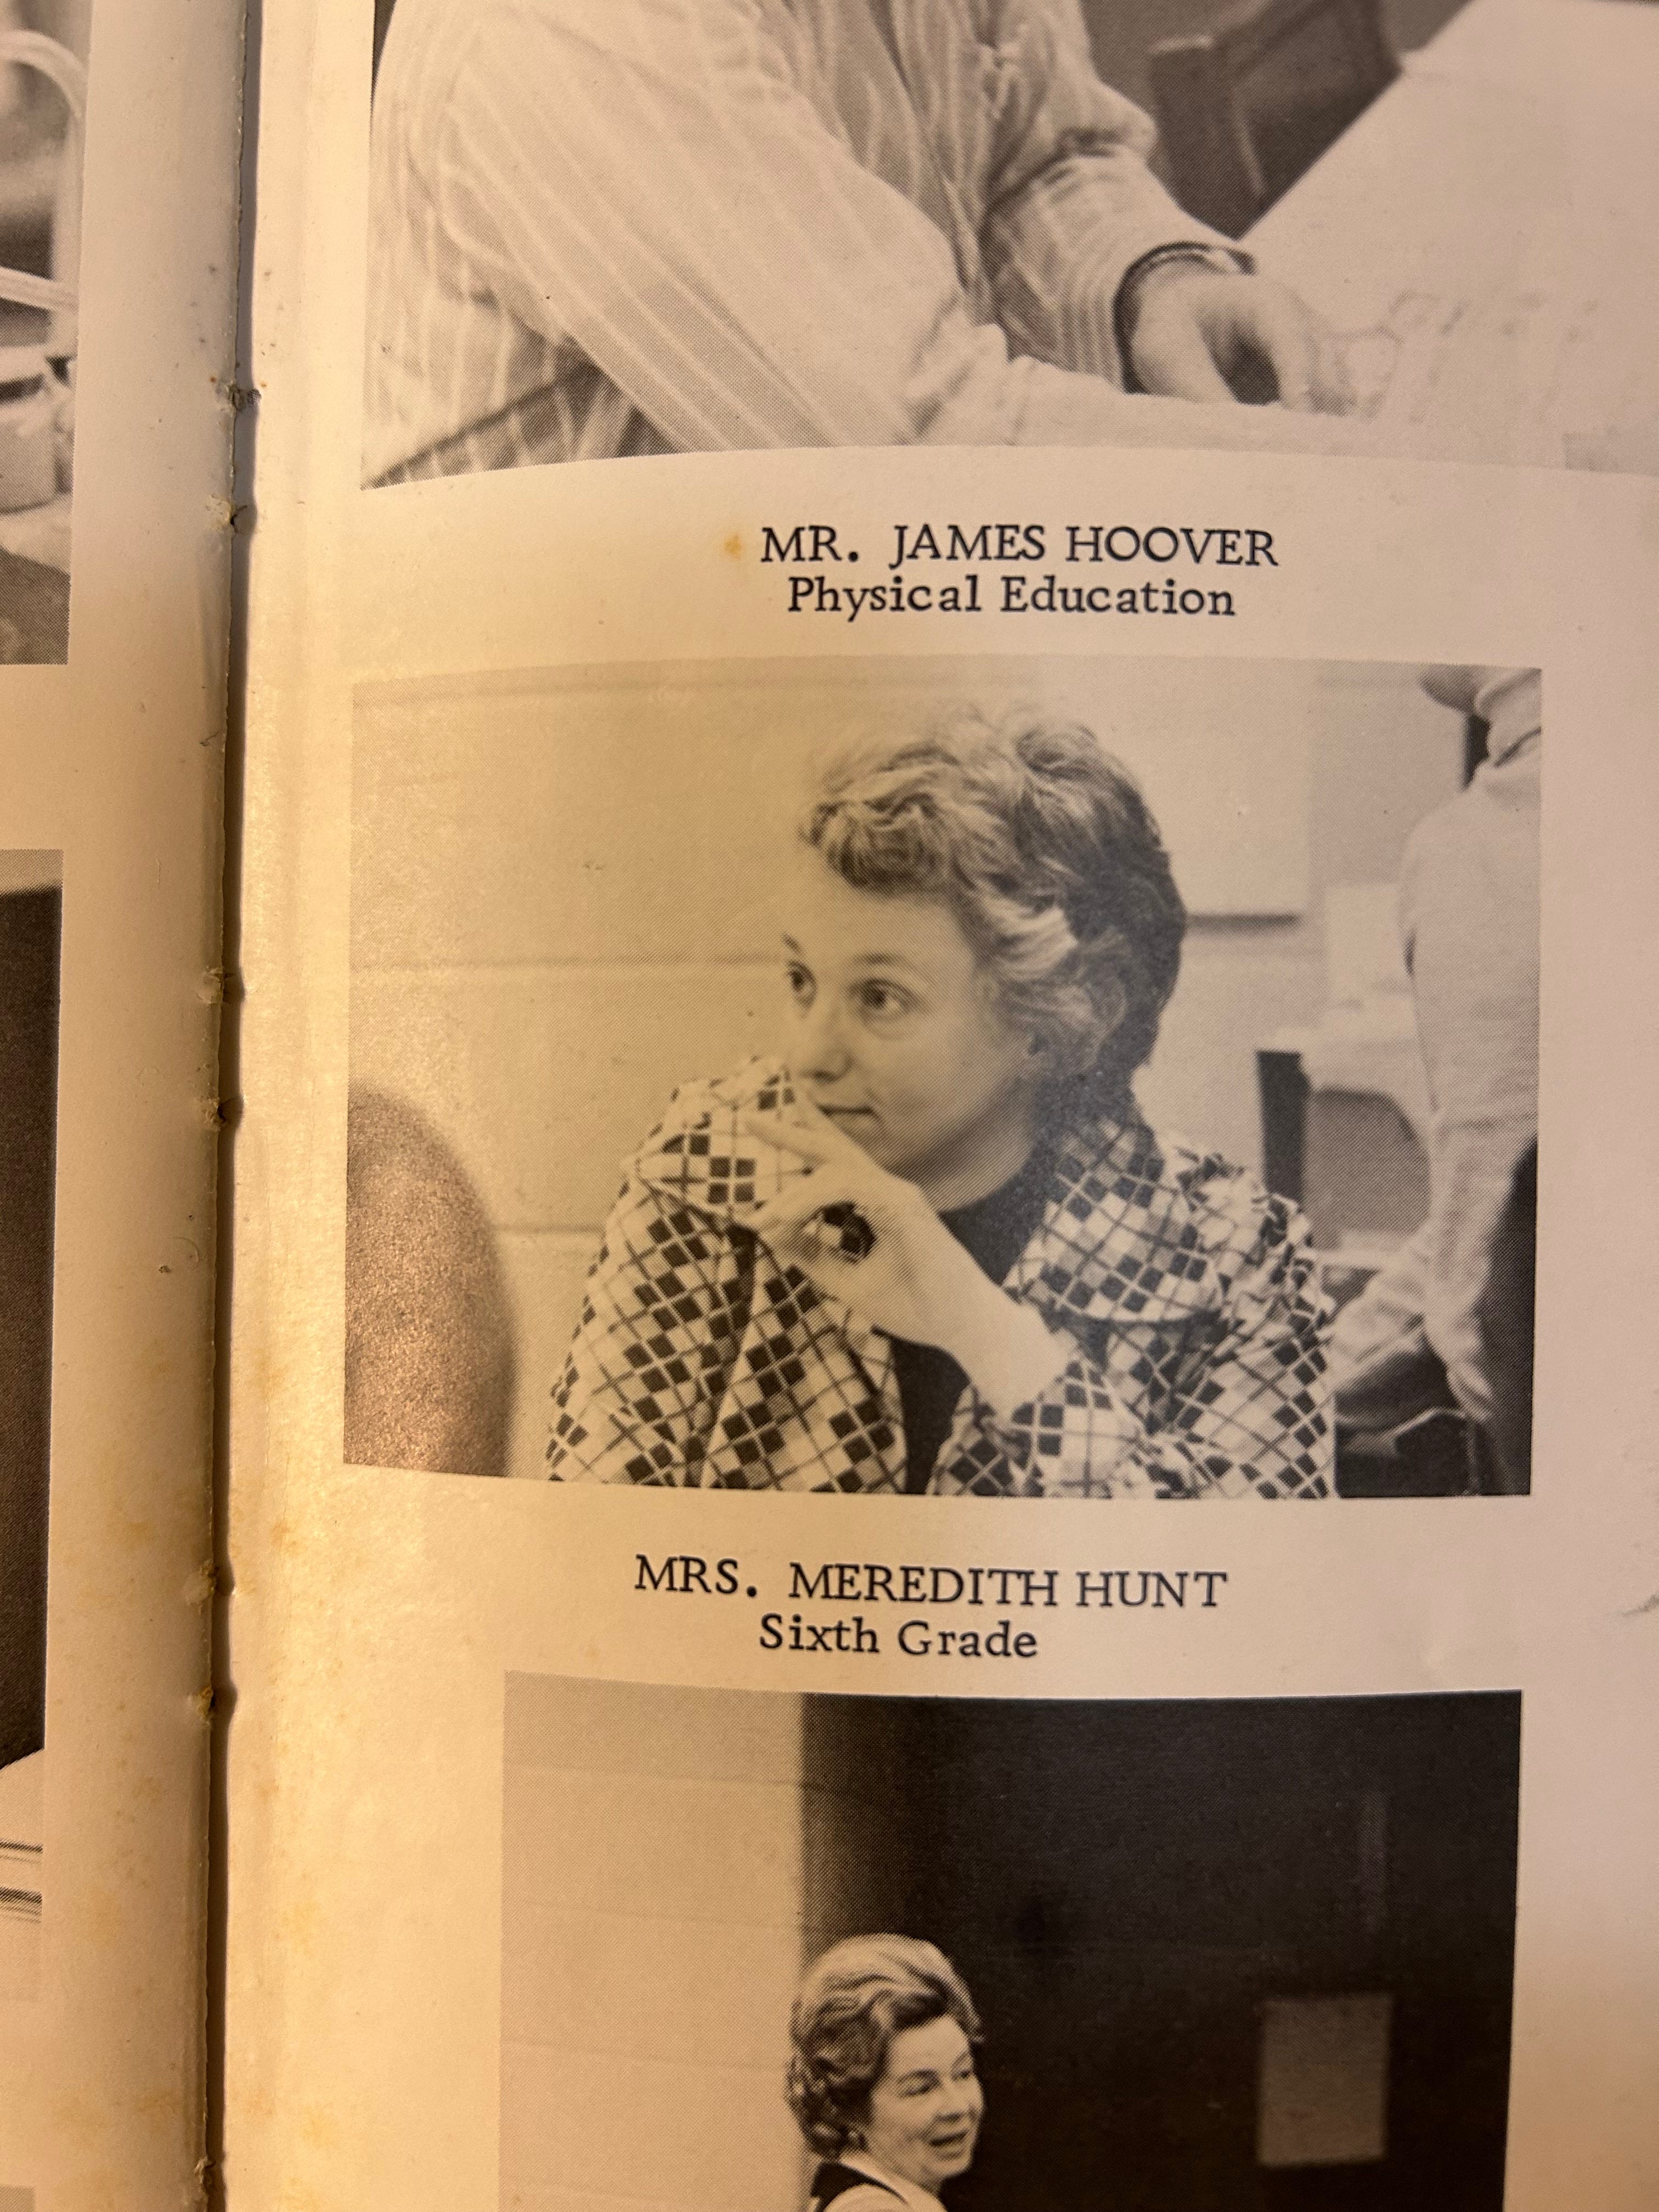 MR. JAMES HOOVER
Physical Education
MRS. MEREDITH HUNT
Sixth Grade